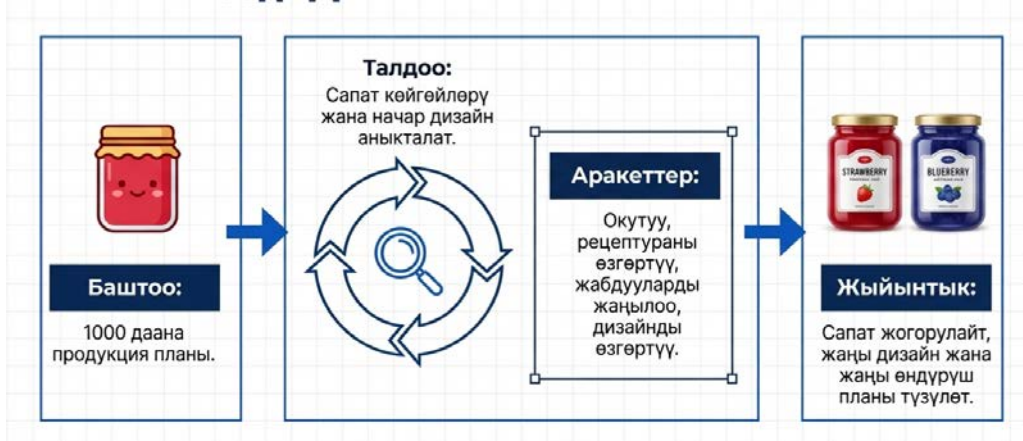 Баштоо:
1000 даана
продукция планы.
Талдоо:
Сапат көйгөйлөрү
жана начар дизайн
аныкталат.
Аракеттер:
Окутуу,
рецептураны
өзгөртүү,
жабдууларды
жаңылоо,
дизайнды
өзгөртүү.
STRAWBERRY
BLUEERERY
Жыйынтык:
Сапат жогорулайт,
жаңы дизайн жана
жаңы өндүрүш
планы түзүлөт.